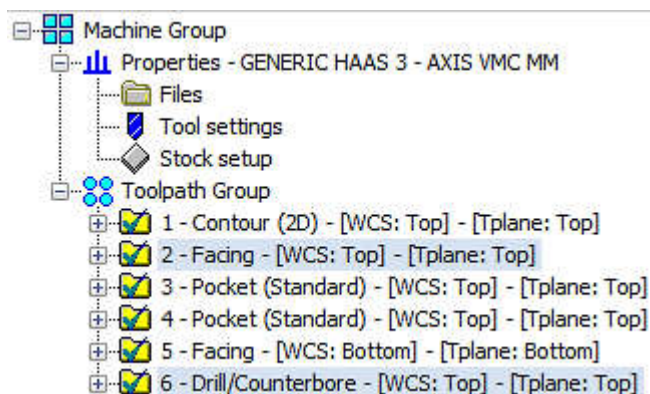 Machine Group
Properties - GENERIC HAAS 3 - AXIS VMC MM
Files
Tool settings
Stock setup
Toolpath Group
1 - Contour (2D) - [WCS: Top] - [Tplane: Top]
2 - Facing - [WCS: Top] - [Tplane: Top]
3 - Pocket (Standard) - [WCS: Top] - [Tplane: Top]
4 - Pocket (Standard) - [WCS: Top] - [Tplane: Top]
5 - Facing - [WCS: Bottom] - [Tplane: Bottom]
6 - Drill/Counterbore - [WCS: Top] - [Tplane: Top]